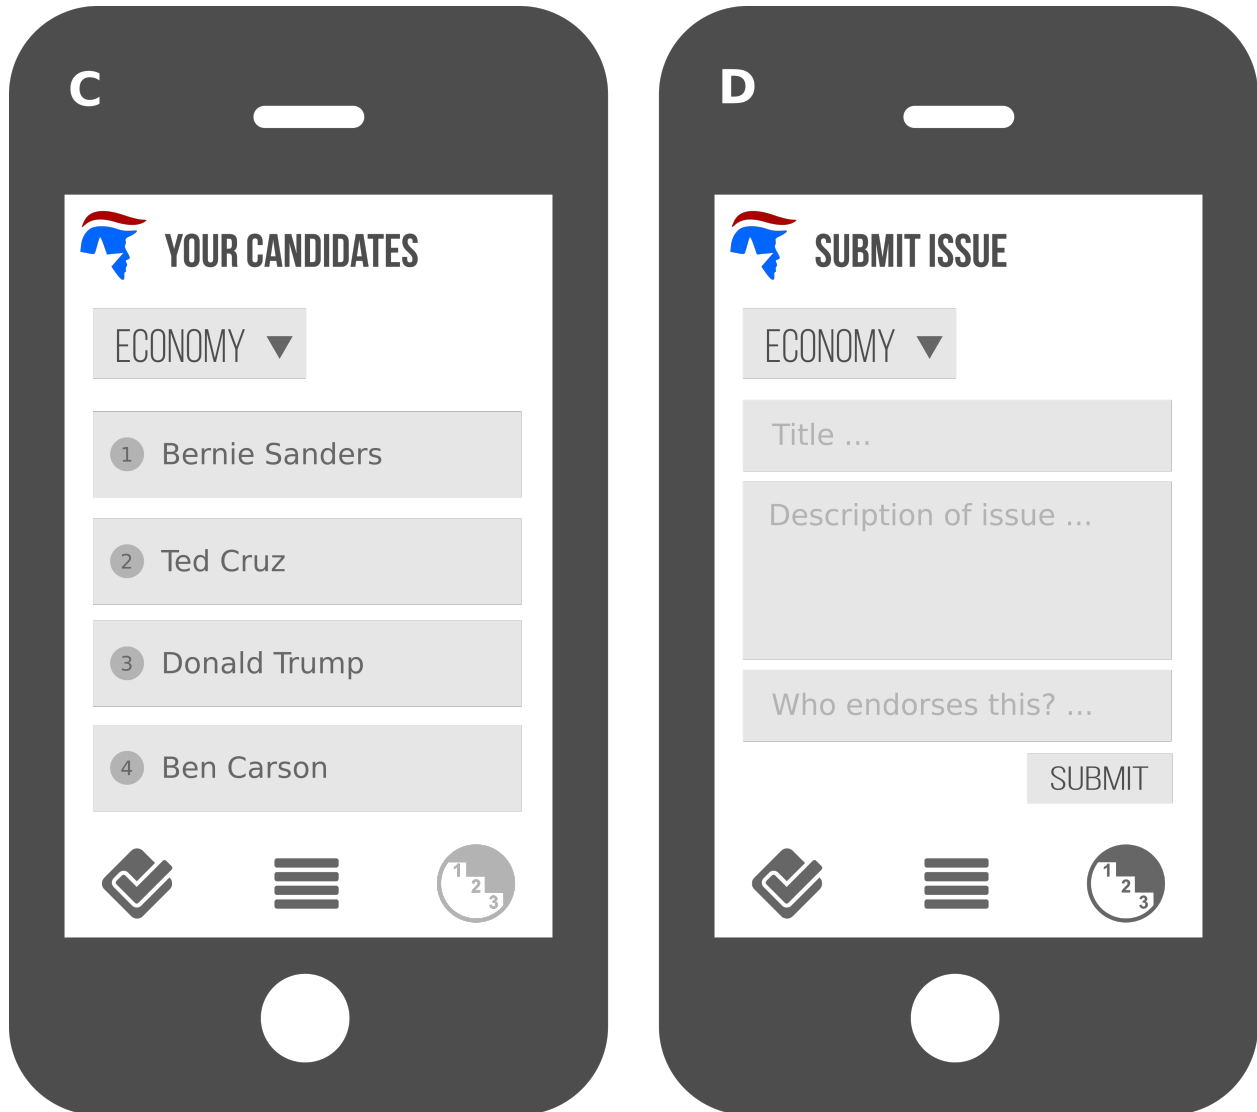 C
YOUR CANDIDATES
ECONOMY
1 Bernie Sanders
2 Ted Cruz
3 Donald Trump
4 Ben Carson
1
2
3
D
SUBMIT ISSUE
ECONOMY
Title ...
Description of issue ...
Who endorses this? ...
SUBMIT
1
2
3